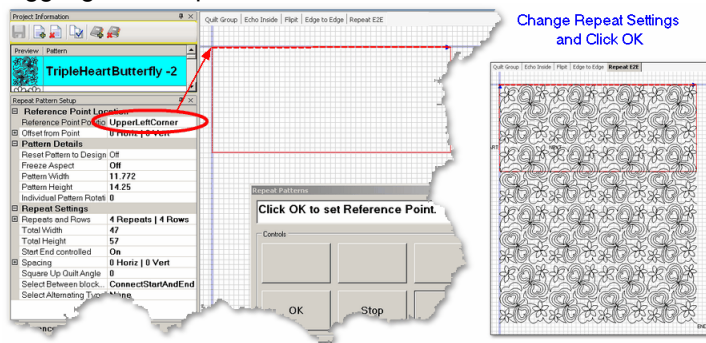 Project Information
Quilt Group
Echo Inside
Flipit
Edge to Edge
Repeat E2E
Preview Pattern
TripleHeartButterfly -2
Repeat Pattern Setup
Reference Point Location
Reference Point Positio UpperLeftCorner
Offset from Point 0 Horiz | 0 Vert
Pattern Details
Reset Pattern to Design Off
Freeze Aspect Off
Pattern Width 11.772
Pattern Height 14.25
Individual Pattern Rotati 0
Repeat Settings
Repeats and Rows 4 Repeats | 4 Rows
Total Width 47
Total Height 57
Start End controlled On
Spacing 0 Horiz | 0 Vert
Square Up Quilt Angle 0
Select Between block... ConnectStartAndEnd
Select Alternating Type None
Repeat Patterns
Click OK to set Reference Point.
Controls
OK Stop
Change Repeat Settings
and Click OK
Quilt Group
Echo Inside
Flipit
Edge to Edge
Repeat E2E
END